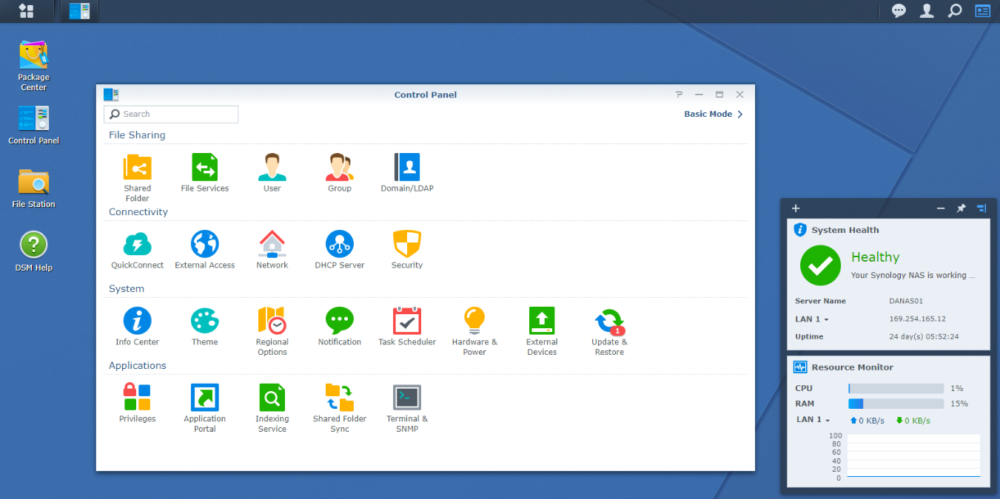 Package
Center
Control Panel
File Station
?
DSM Help
Control Panel
?
Search
Basic Mode
File Sharing
Shared
Folder
File Services
User
Group
Domain/LDAP
Connectivity
QuickConnect
External Access
Network
DHCP Server
Security
System
i
Info Center
Theme
Regional
Options
Notification
Task Scheduler
Hardware &
Power
External
Devices
1
Update &
Restore
Applications
Privileges
Application
Portal
Indexing
Service
Shared Folder
Sync
>_
Terminal &
SNMP
+
i
System Health
Healthy
Your Synology NAS is working ...
Server Name DANAS01
LAN 1 169.254.165.12
Uptime 24 day(s) 05:52:24
Resource Monitor
CPU 1%
RAM 15%
LAN 1 0 KB/s 0 KB/s
100
80
60
40
20
0